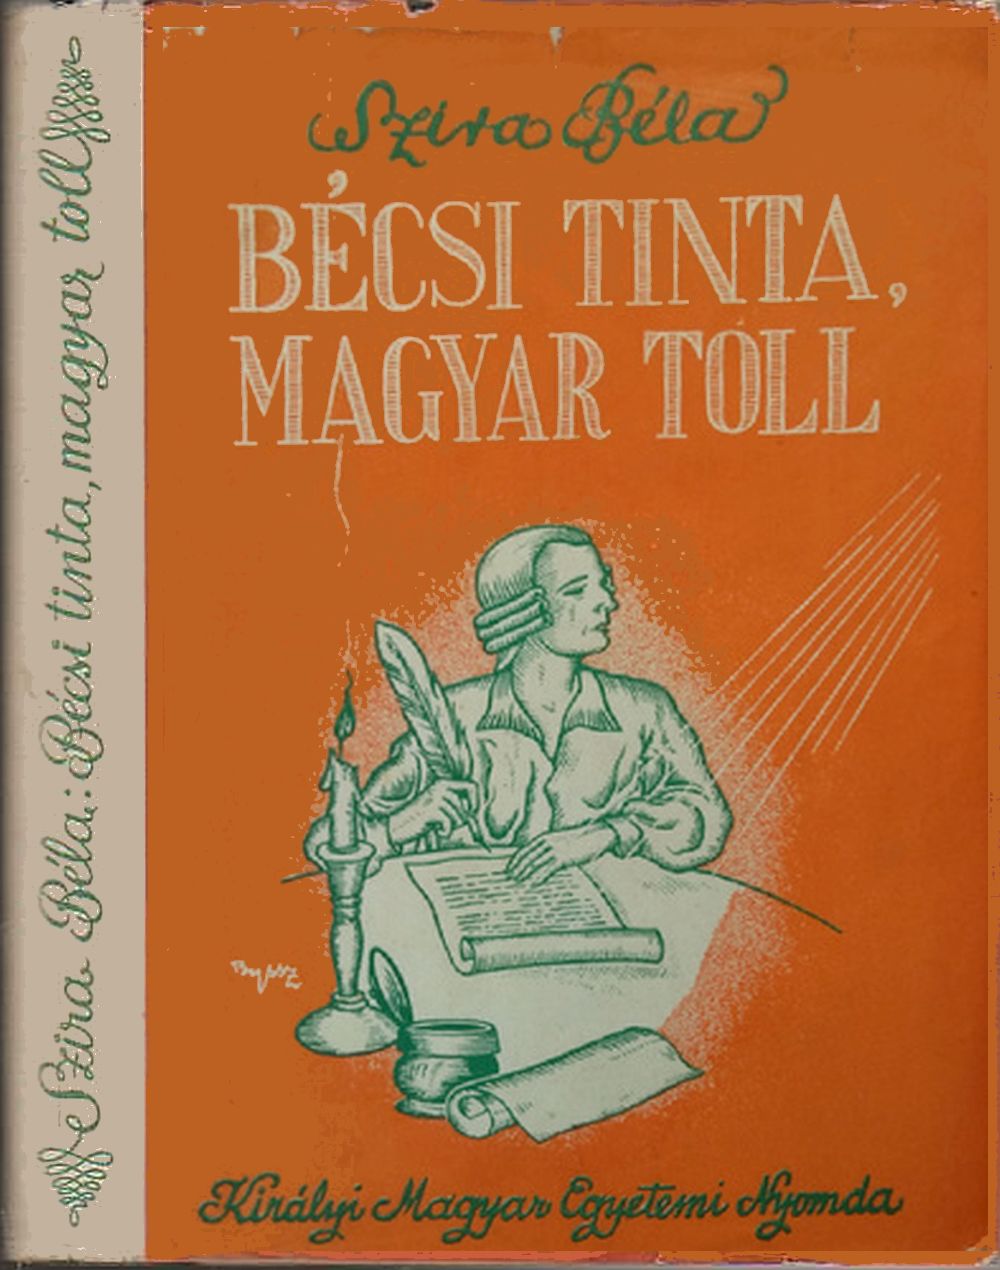 Szira Béla: Bécsi tinta, magyar toll
Szira Béla
BÉCSI TINTA,
MAGYAR TOLL
Királyi Magyar Egyetemi Nyomda